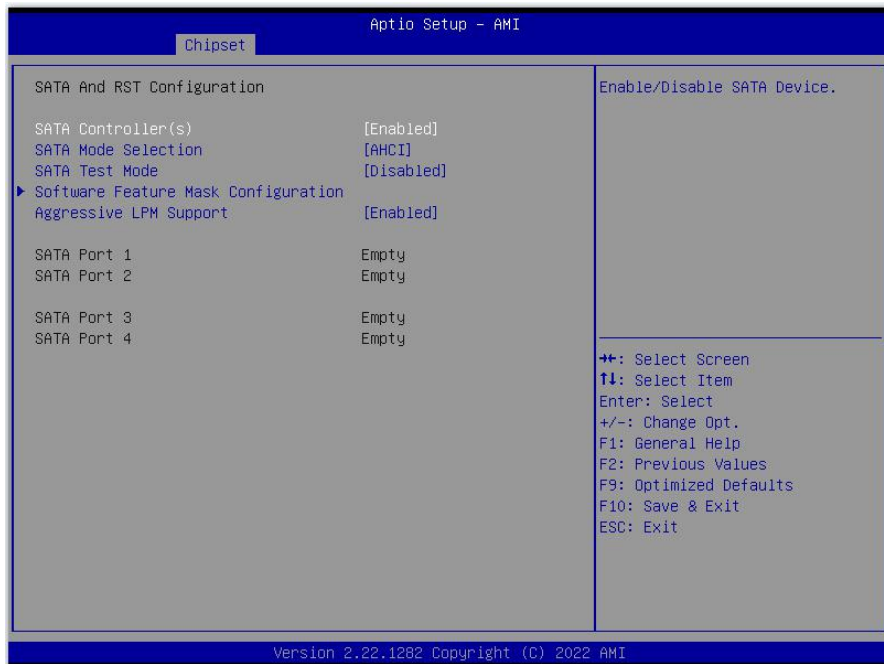 Aptio Setup - AMI
Chipset
SATA And RST Configuration
SATA Controller(s) [Enabled]
SATA Mode Selection [AHCI]
SATA Test Mode [Disabled]
Software Feature Mask Configuration
Aggressive LPM Support [Enabled]
SATA Port 1 Empty
SATA Port 2 Empty
SATA Port 3 Empty
SATA Port 4 Empty
Enable/Disable SATA Device.
→←: Select Screen
↑↓: Select Item
Enter: Select
+/-: Change Opt.
F1: General Help
F2: Previous Values
F9: Optimized Defaults
F10: Save & Exit
ESC: Exit
Version 2.22.1282 Copyright (C) 2022 AMI